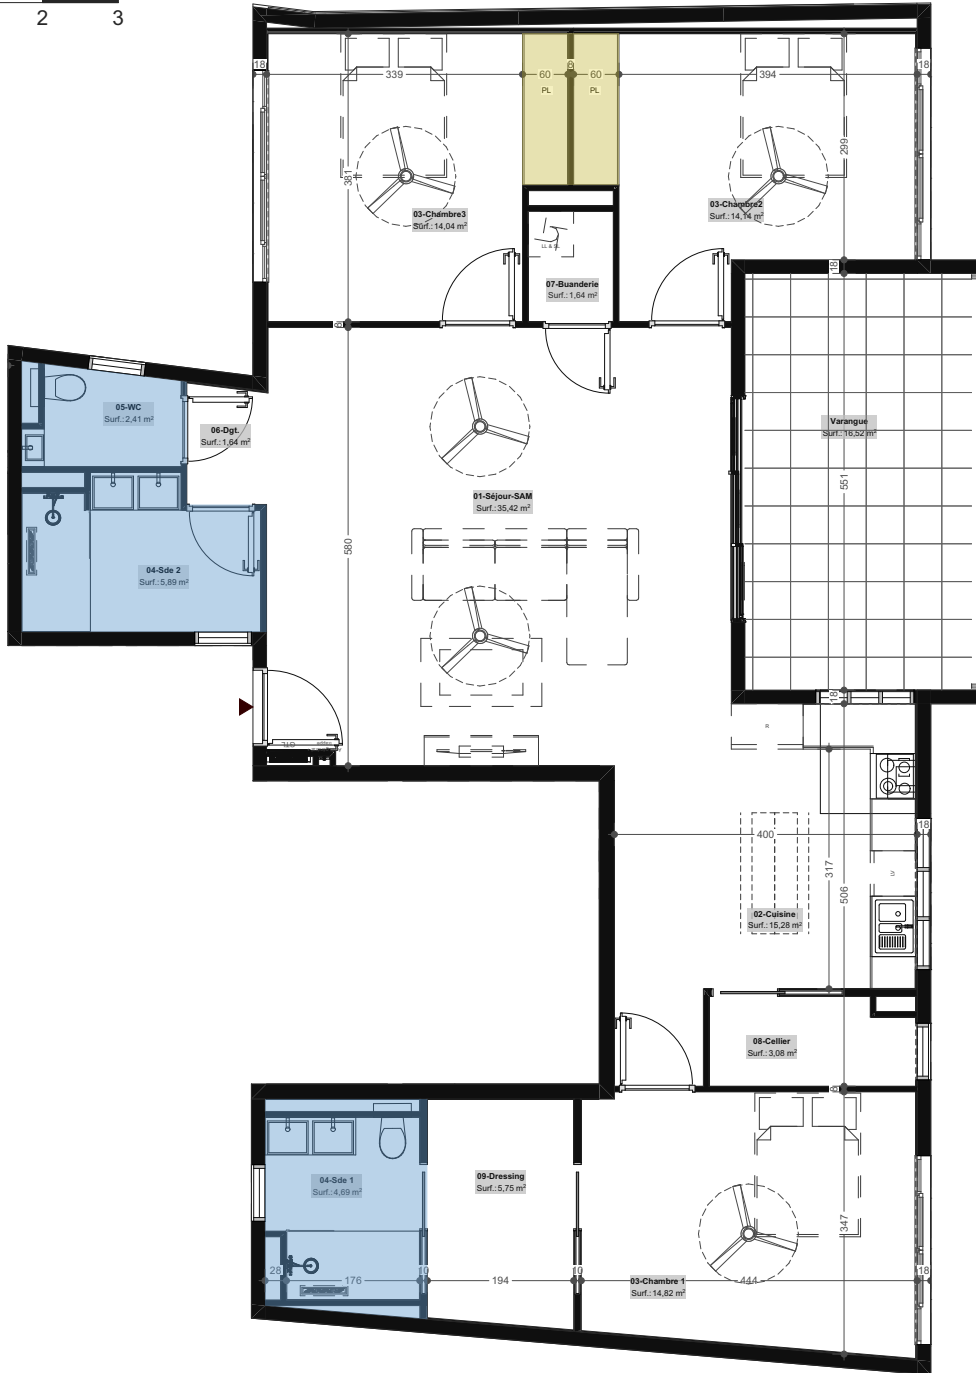 2 3
18 339 60 60 394 18
PL PL
381
299
03-Chambre3
Surf.: 14,04 m²
03-Chambre2
Surf.: 14,14 m²
07-Buanderie
Surf.: 1,64 m²
18
05-WC
Surf.: 2,41 m²
06-Dgt.
Surf.: 1,64 m²
Varangue
Surf.: 16,52 m²
551
01-Séjour-SAM
Surf.: 35,42 m²
580
04-Sde 2
Surf.: 5,89 m²
18
R
400 18
317
506
LV
02-Cuisine
Surf.: 15,28 m²
08-Cellier
Surf.: 3,08 m²
04-Sde 1
Surf.: 4,69 m²
09-Dressing
Surf.: 5,75 m²
347
28 176 10 194 10 444 18
03-Chambre 1
Surf.: 14,82 m²